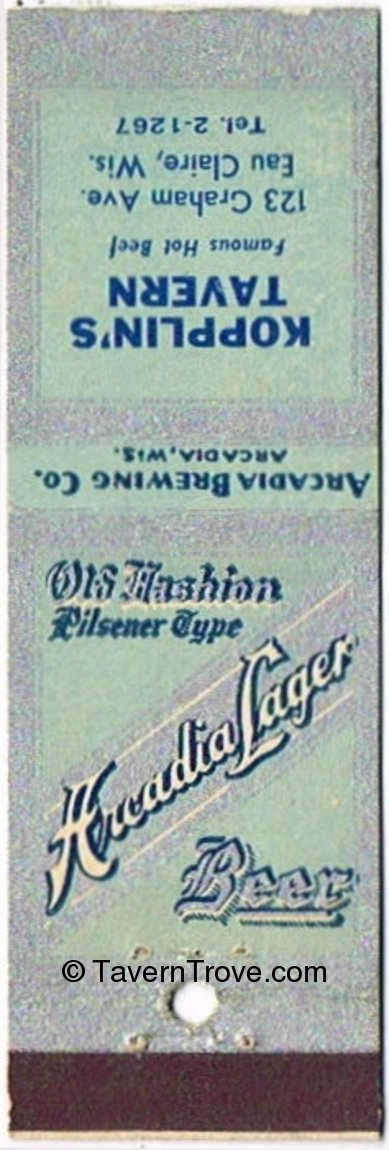 KOPPLIN'S
TAVERN
Famous Hot Beef
123 Graham Ave.
Eau Claire, Wis.
Tel. 2-1267
ARCADIA BREWING CO.
ARCADIA, WIS.
Old Fashion
Pilsener Type
Arcadia Lager
Beer
© TavernTrove.com